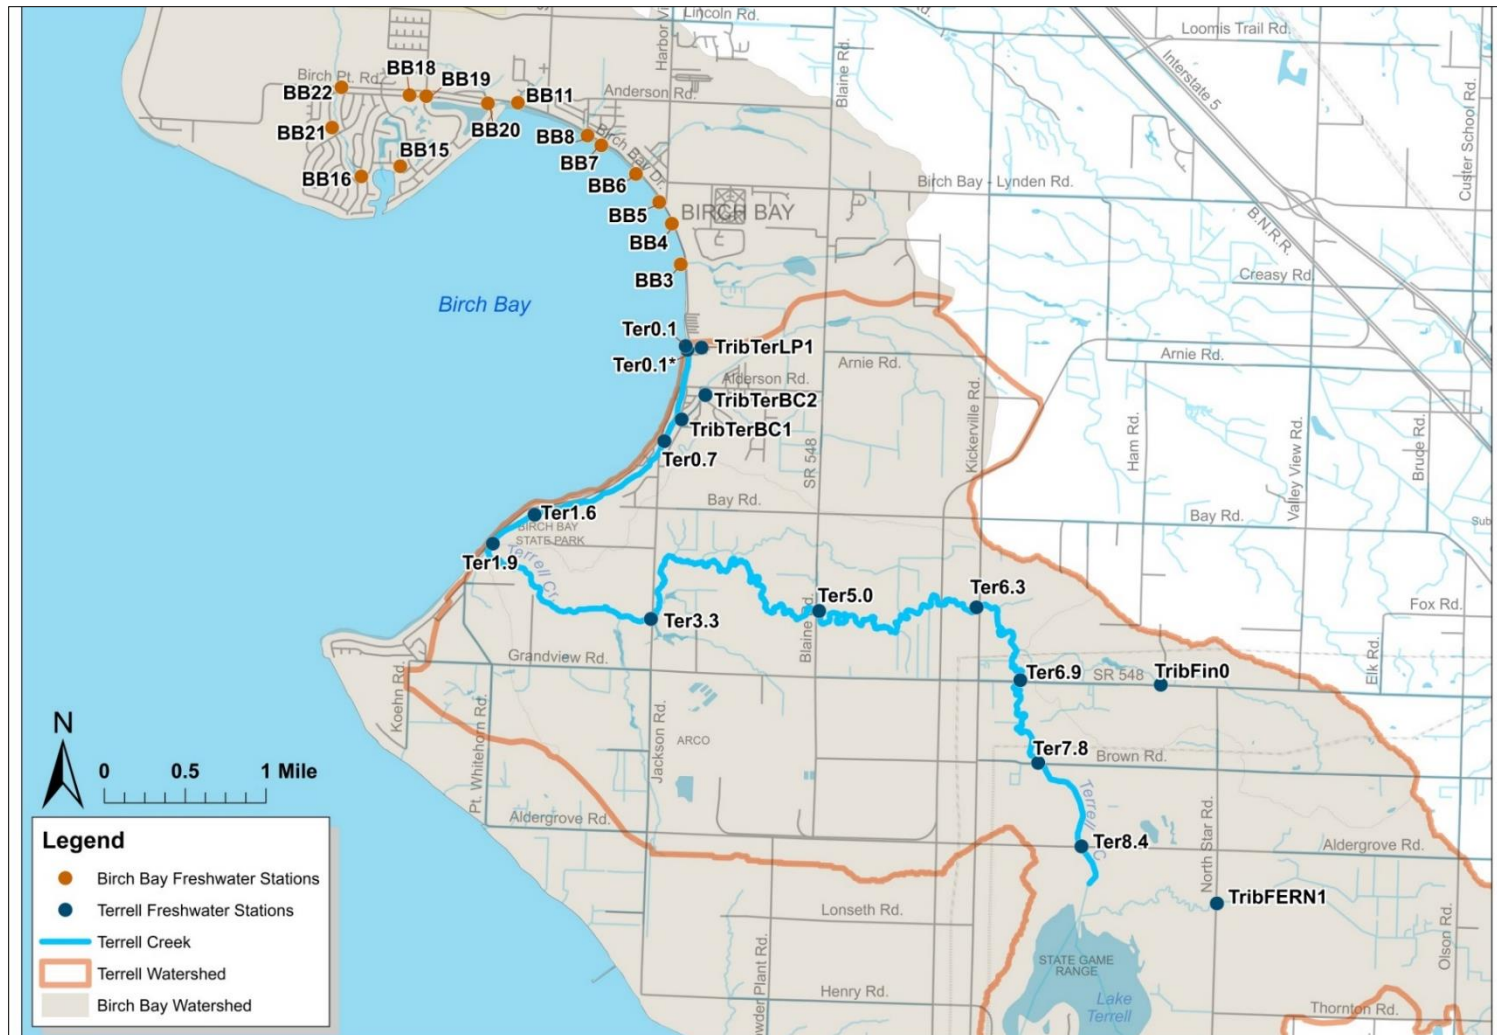 Lincoln Rd.
Rd.
Loomis Trail Rd.
Harbor Vi
Blaine Rd.
Interstate 5
Custer School Rd.
BB18
BB19
Birch Pt. Rd.
BB22
BB11
Anderson Rd.
BB20
BB21
BB8
Birch Bay Dr.
BB7
BB15
BB16
BB6
Birch Bay - Lynden Rd.
BB5
BIRCH BAY
B.N.R.R.
BB4
BB3
Creasy Rd.
Birch Bay
Ter0.1
TribTerLP1
Ter0.1*
Arnie Rd.
Arnie Rd.
Alderson Rd.
TribTerBC2
Kickerville Rd.
TribTerBC1
Ham Rd.
Valley View Rd.
Brude Rd.
Ter0.7
SR 548
Bay Rd.
Ter1.6
Bay Rd.
Sub
BIRCH BAY
STATE PARK
Ter1.9
Terrell Cr.
Ter6.3
Ter5.0
Fox Rd.
Ter3.3
Blaine Rd.
Elk Rd.
Grandview Rd.
Ter6.9
SR 548
TribFin0
Koehn Rd.
N
Jackson Rd.
Pt. Whitehorn Rd.
ARCO
Ter7.8
Brown Rd.
0 0.5 1 Mile
Terrell C
Aldergrove Rd.
Ter8.4
North Star Rd.
Aldergrove Rd.
Legend
Birch Bay Freshwater Stations
Terrell Freshwater Stations
Terrell Creek
Terrell Watershed
Birch Bay Watershed
TribFERN1
Lonseth Rd.
Olson Rd.
owder Plant Rd.
STATE GAME
RANGE
Henry Rd.
Lake
Terrell
Thornton Rd.